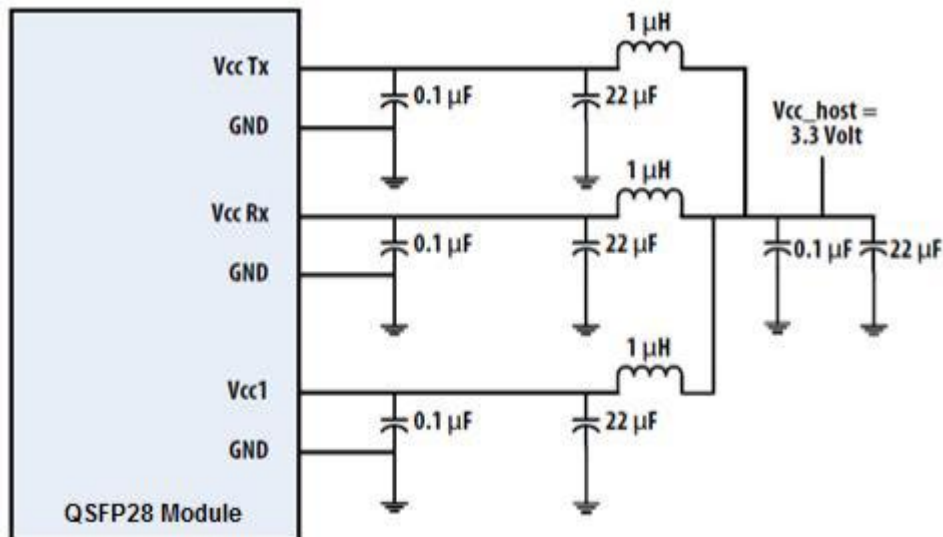 1 μH
Vcc Tx
0.1 μF
22 μF
GND
Vcc_host =
3.3 Volt
1 μH
Vcc Rx
0.1 μF
22 μF
0.1 μF
22 μF
GND
1 μH
Vcc1
0.1 μF
22 μF
GND
QSFP28 Module